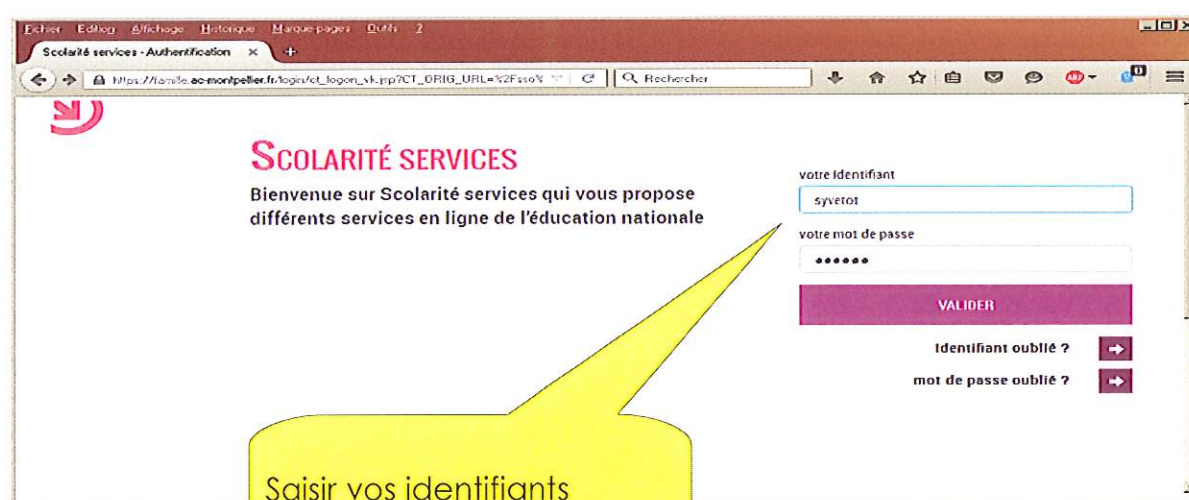 Fichier Edition Affichage Historique Marque-pages Outils ?
Scolarité services - Authentification × +
Rechercher
SCOLARITÉ SERVICES
Bienvenue sur Scolarité services qui vous propose
différents services en ligne de l'éducation nationale
votre Identifiant
syvetot
votre mot de passe
VALIDER
Identifiant oublié ?
mot de passe oublié ?
Saisir vos identifiants